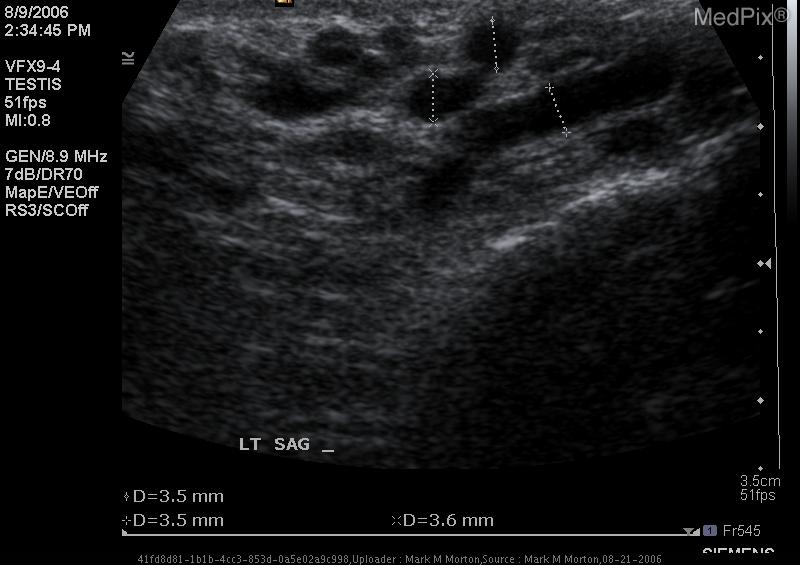 8/9/2006
2:34:45 PM
MedPix®
VFX9-4
TESTIS
51fps
MI:0.8
GEN/8.9 MHz
7dB/DR70
MapE/VEOff
RS3/SCOff
LT SAG _
3.5cm
51fps
D=3.5 mm
D=3.5 mm
D=3.6 mm
1 Fr545
SIEMENS
41fd8d81-1b1b-4cc3-853d-0a5e02a9c998,Uploader : Mark M Morton,Source : Mark M Morton,08-21-2006